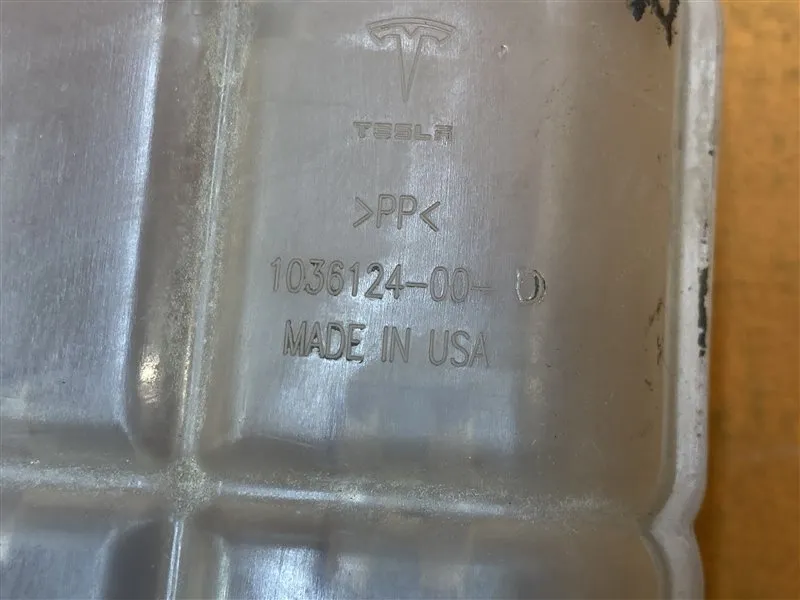 TESLA
>PP<
1036124-00-D
MADE IN USA